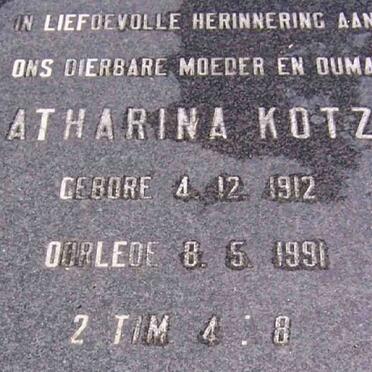 IN LIEFDEVOLLE HERINNERING AAN
ONS DIERBARE MOEDER EN OUMA
ATHARINA KOTZ
GEBORE 4. 12. 1912
OORLEDE 8. 5. 1991
2 TIM 4 : 8